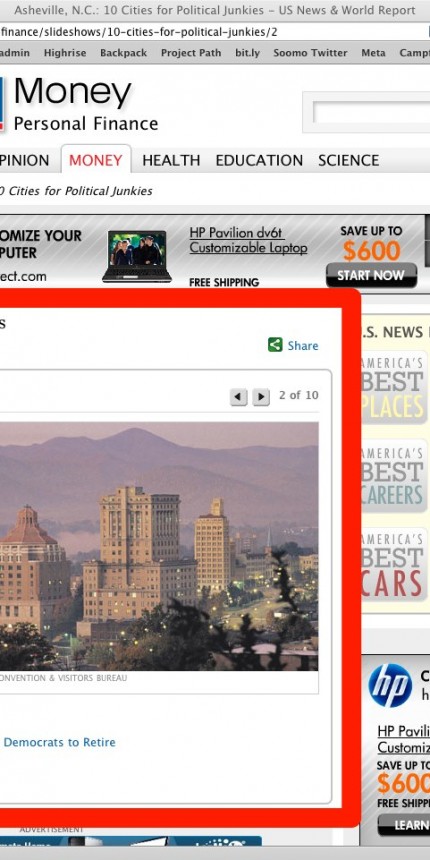 Asheville, N.C.: 10 Cities for Political Junkies – US News & World Report
finance/slideshows/10-cities-for-political-junkies/2
admin Highrise Backpack Project Path bit.ly Soomo Twitter Meta Campf
Money
Personal Finance
PINION MONEY HEALTH EDUCATION SCIENCE
0 Cities for Political Junkies
OMIZE YOUR
PUTER
ect.com
HP Pavilion dv6t
Customizable Laptop
FREE SHIPPING
SAVE UP TO
$600
START NOW
s
Share
2 of 10
ONVENTION & VISITORS BUREAU
Democrats to Retire
ADVERTISEMENT
.S. NEWS
AMERICA'S
BEST
PLACES
AMERICA'S
BEST
CAREERS
AMERICA'S
BEST
CARS
hp
C
h
HP Pavili
Customiz
SAVE UP TO
$600
FREE SHIPP
LEARN